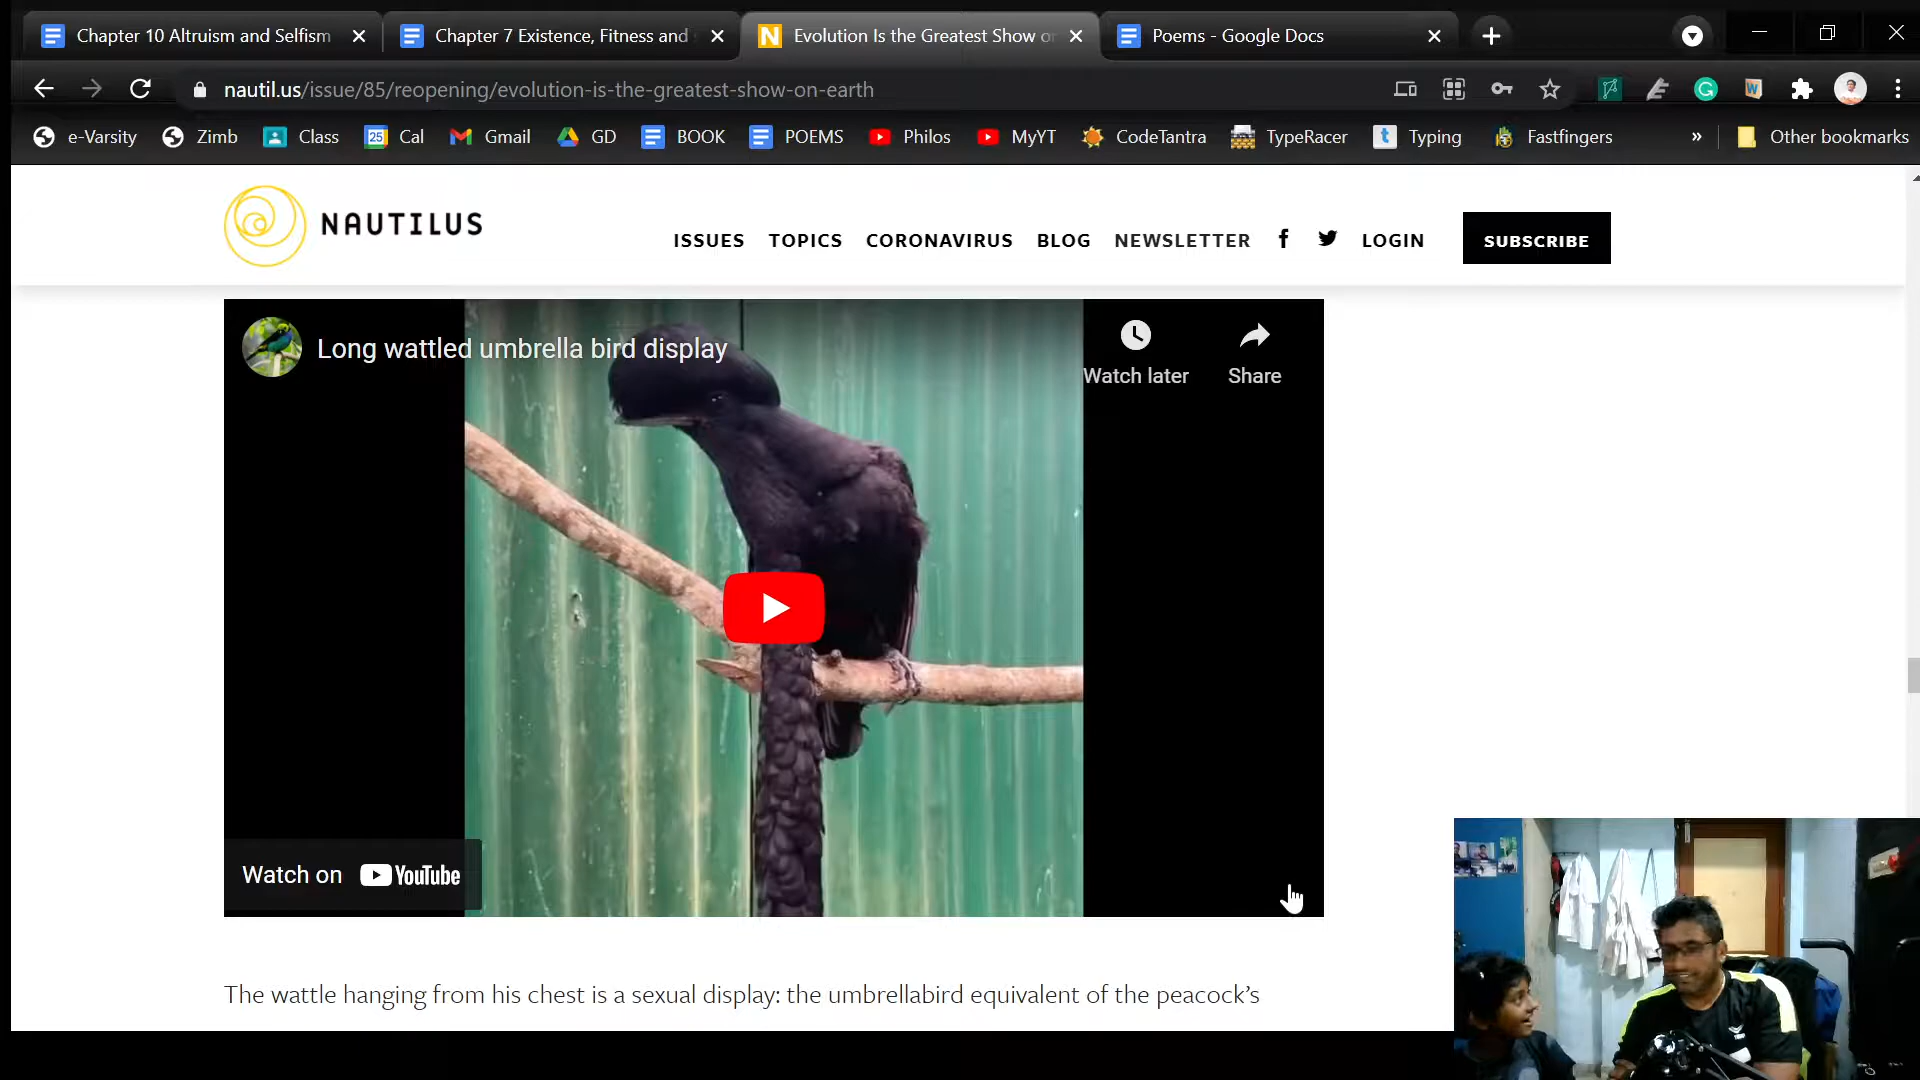 Chapter 10 Altruism and Selfism
Chapter 7 Existence, Fitness and
Evolution Is the Greatest Show o
Poems - Google Docs
nautil.us/issue/85/reopening/evolution-is-the-greatest-show-on-earth
e-Varsity
Zimb
Class
25 Cal
Gmail
GD
BOOK
POEMS
Philos
MyYT
CodeTantra
TypeRacer
t Typing
Fastfingers
»
Other bookmarks
NAUTILUS
ISSUES
TOPICS
CORONAVIRUS
BLOG
NEWSLETTER
LOGIN
SUBSCRIBE
Long wattled umbrella bird display
Watch later
Share
Watch on YouTube
The wattle hanging from his chest is a sexual display: the umbrellabird equivalent of the peacock's